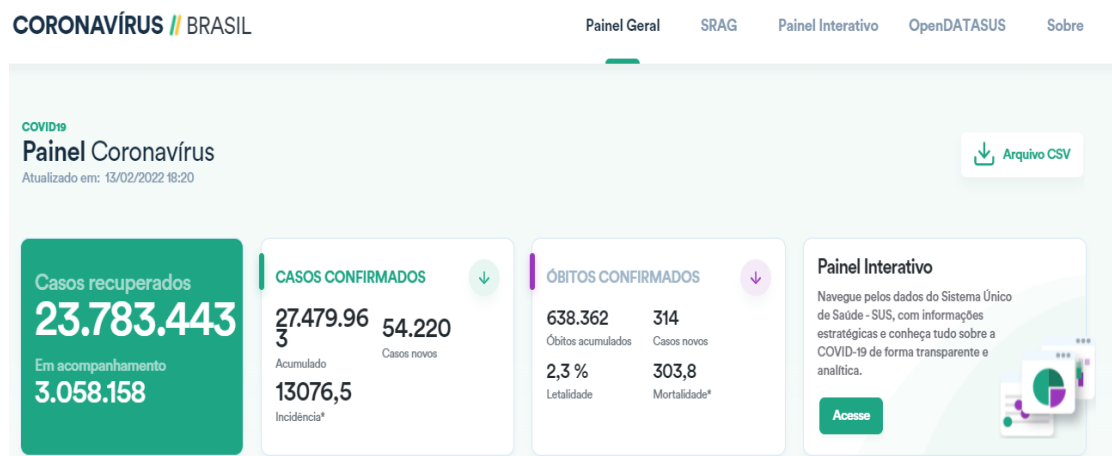 CORONAVÍRUS // BRASIL
Painel Geral
SRAG
Painel Interativo
OpenDATASUS
Sobre
COVID19
Painel Coronavírus
Atualizado em: 13/02/2022 18:20
Arquivo CSV
Casos recuperados
23.783.443
Em acompanhamento
3.058.158
CASOS CONFIRMADOS
27.479.96
3
Acumulado
54.220
Casos novos
13076,5
Incidência*
ÓBITOS CONFIRMADOS
638.362
Óbitos acumulados
314
Casos novos
2,3 %
Letalidade
303,8
Mortalidade*
Painel Interativo
Navegue pelos dados do Sistema Único
de Saúde - SUS, com informações
estratégicas e conheça tudo sobre a
COVID-19 de forma transparente e
analítica.
Acesse